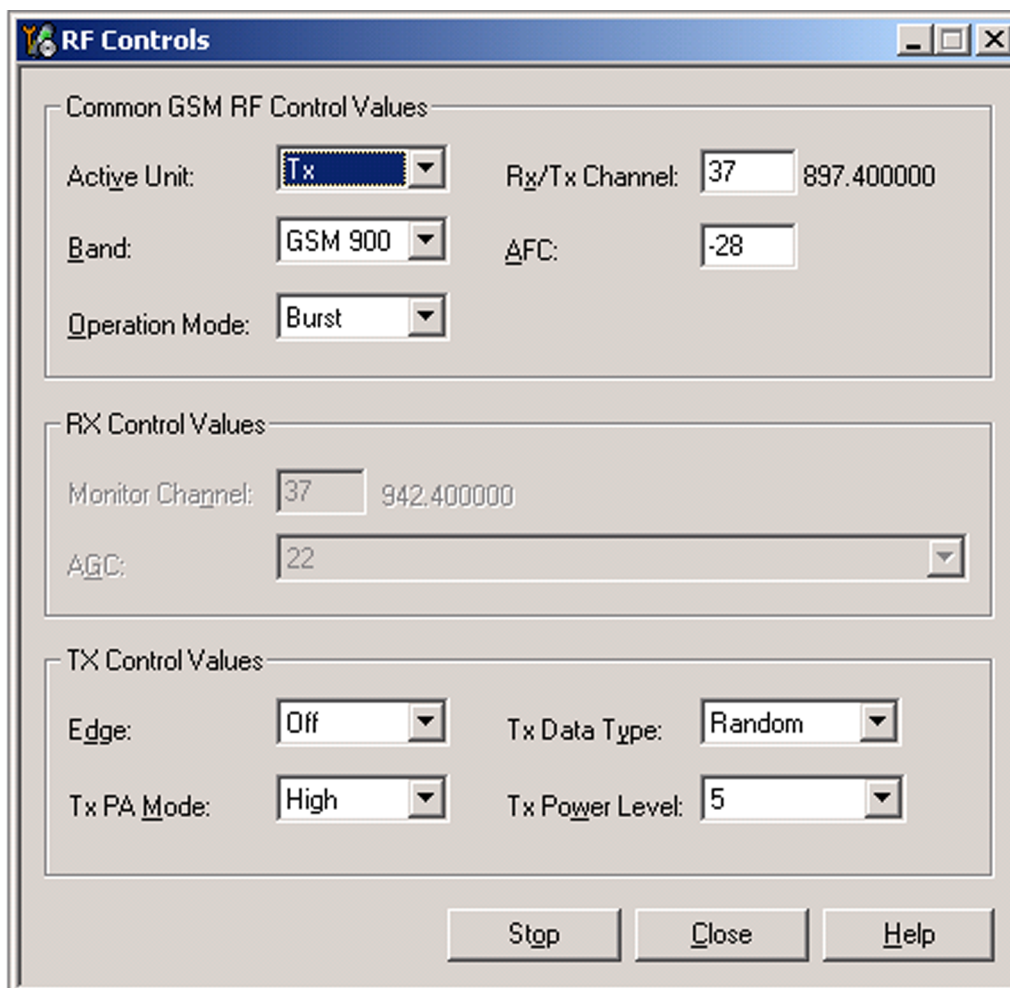 RF Controls
Common GSM RF Control Values
Active Unit: Tx Rx/Tx Channel: 37 897.400000
Band: GSM 900 AFC: -28
Operation Mode: Burst
RX Control Values
Monitor Channel: 37 942.400000
AGC: 22
TX Control Values
Edge: Off Tx Data Type: Random
Tx PA Mode: High Tx Power Level: 5
Stop Close Help